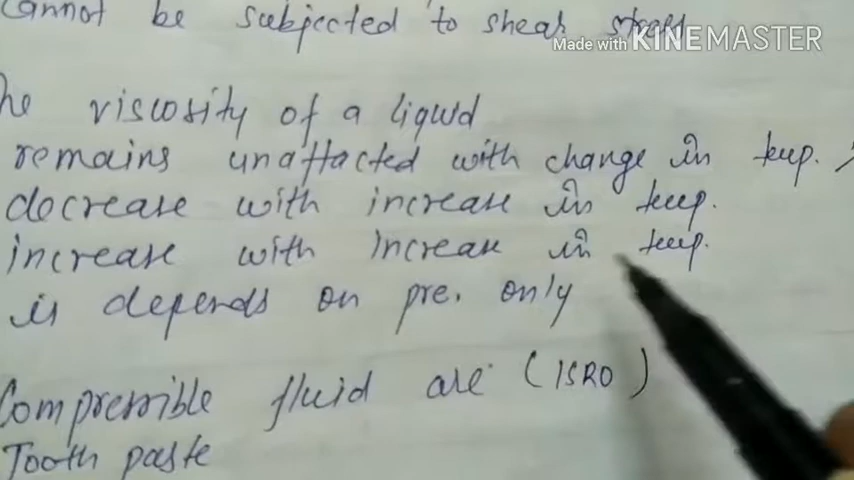 cannot be subjected to shear stress
Made with KINEMASTER
he viscosity of a liquid
remains unaffacted with change in temp.
decrease with increase in temp.
increase with increase in temp.
is depends on pre. only
Compressible fluid are (ISRO)
Tooth paste